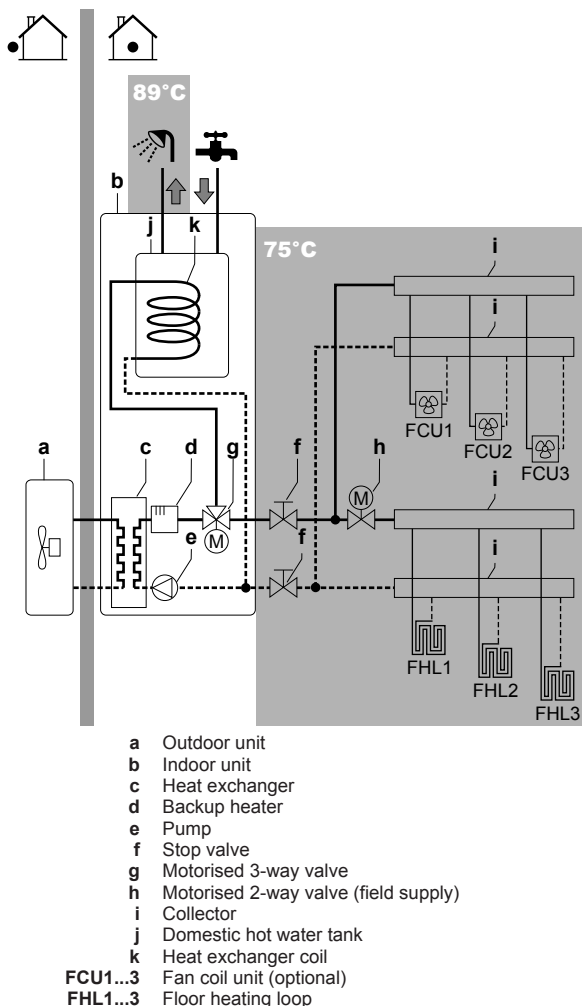 89°C
b
j
k
75°C
i
i
FCU1
FCU2
FCU3
a
c
d
g
f
h
M
i
e
M
f
i
FHL1
FHL2
FHL3
a Outdoor unit
b Indoor unit
c Heat exchanger
d Backup heater
e Pump
f Stop valve
g Motorised 3-way valve
h Motorised 2-way valve (field supply)
i Collector
j Domestic hot water tank
k Heat exchanger coil
FCU1...3 Fan coil unit (optional)
FHL1...3 Floor heating loop